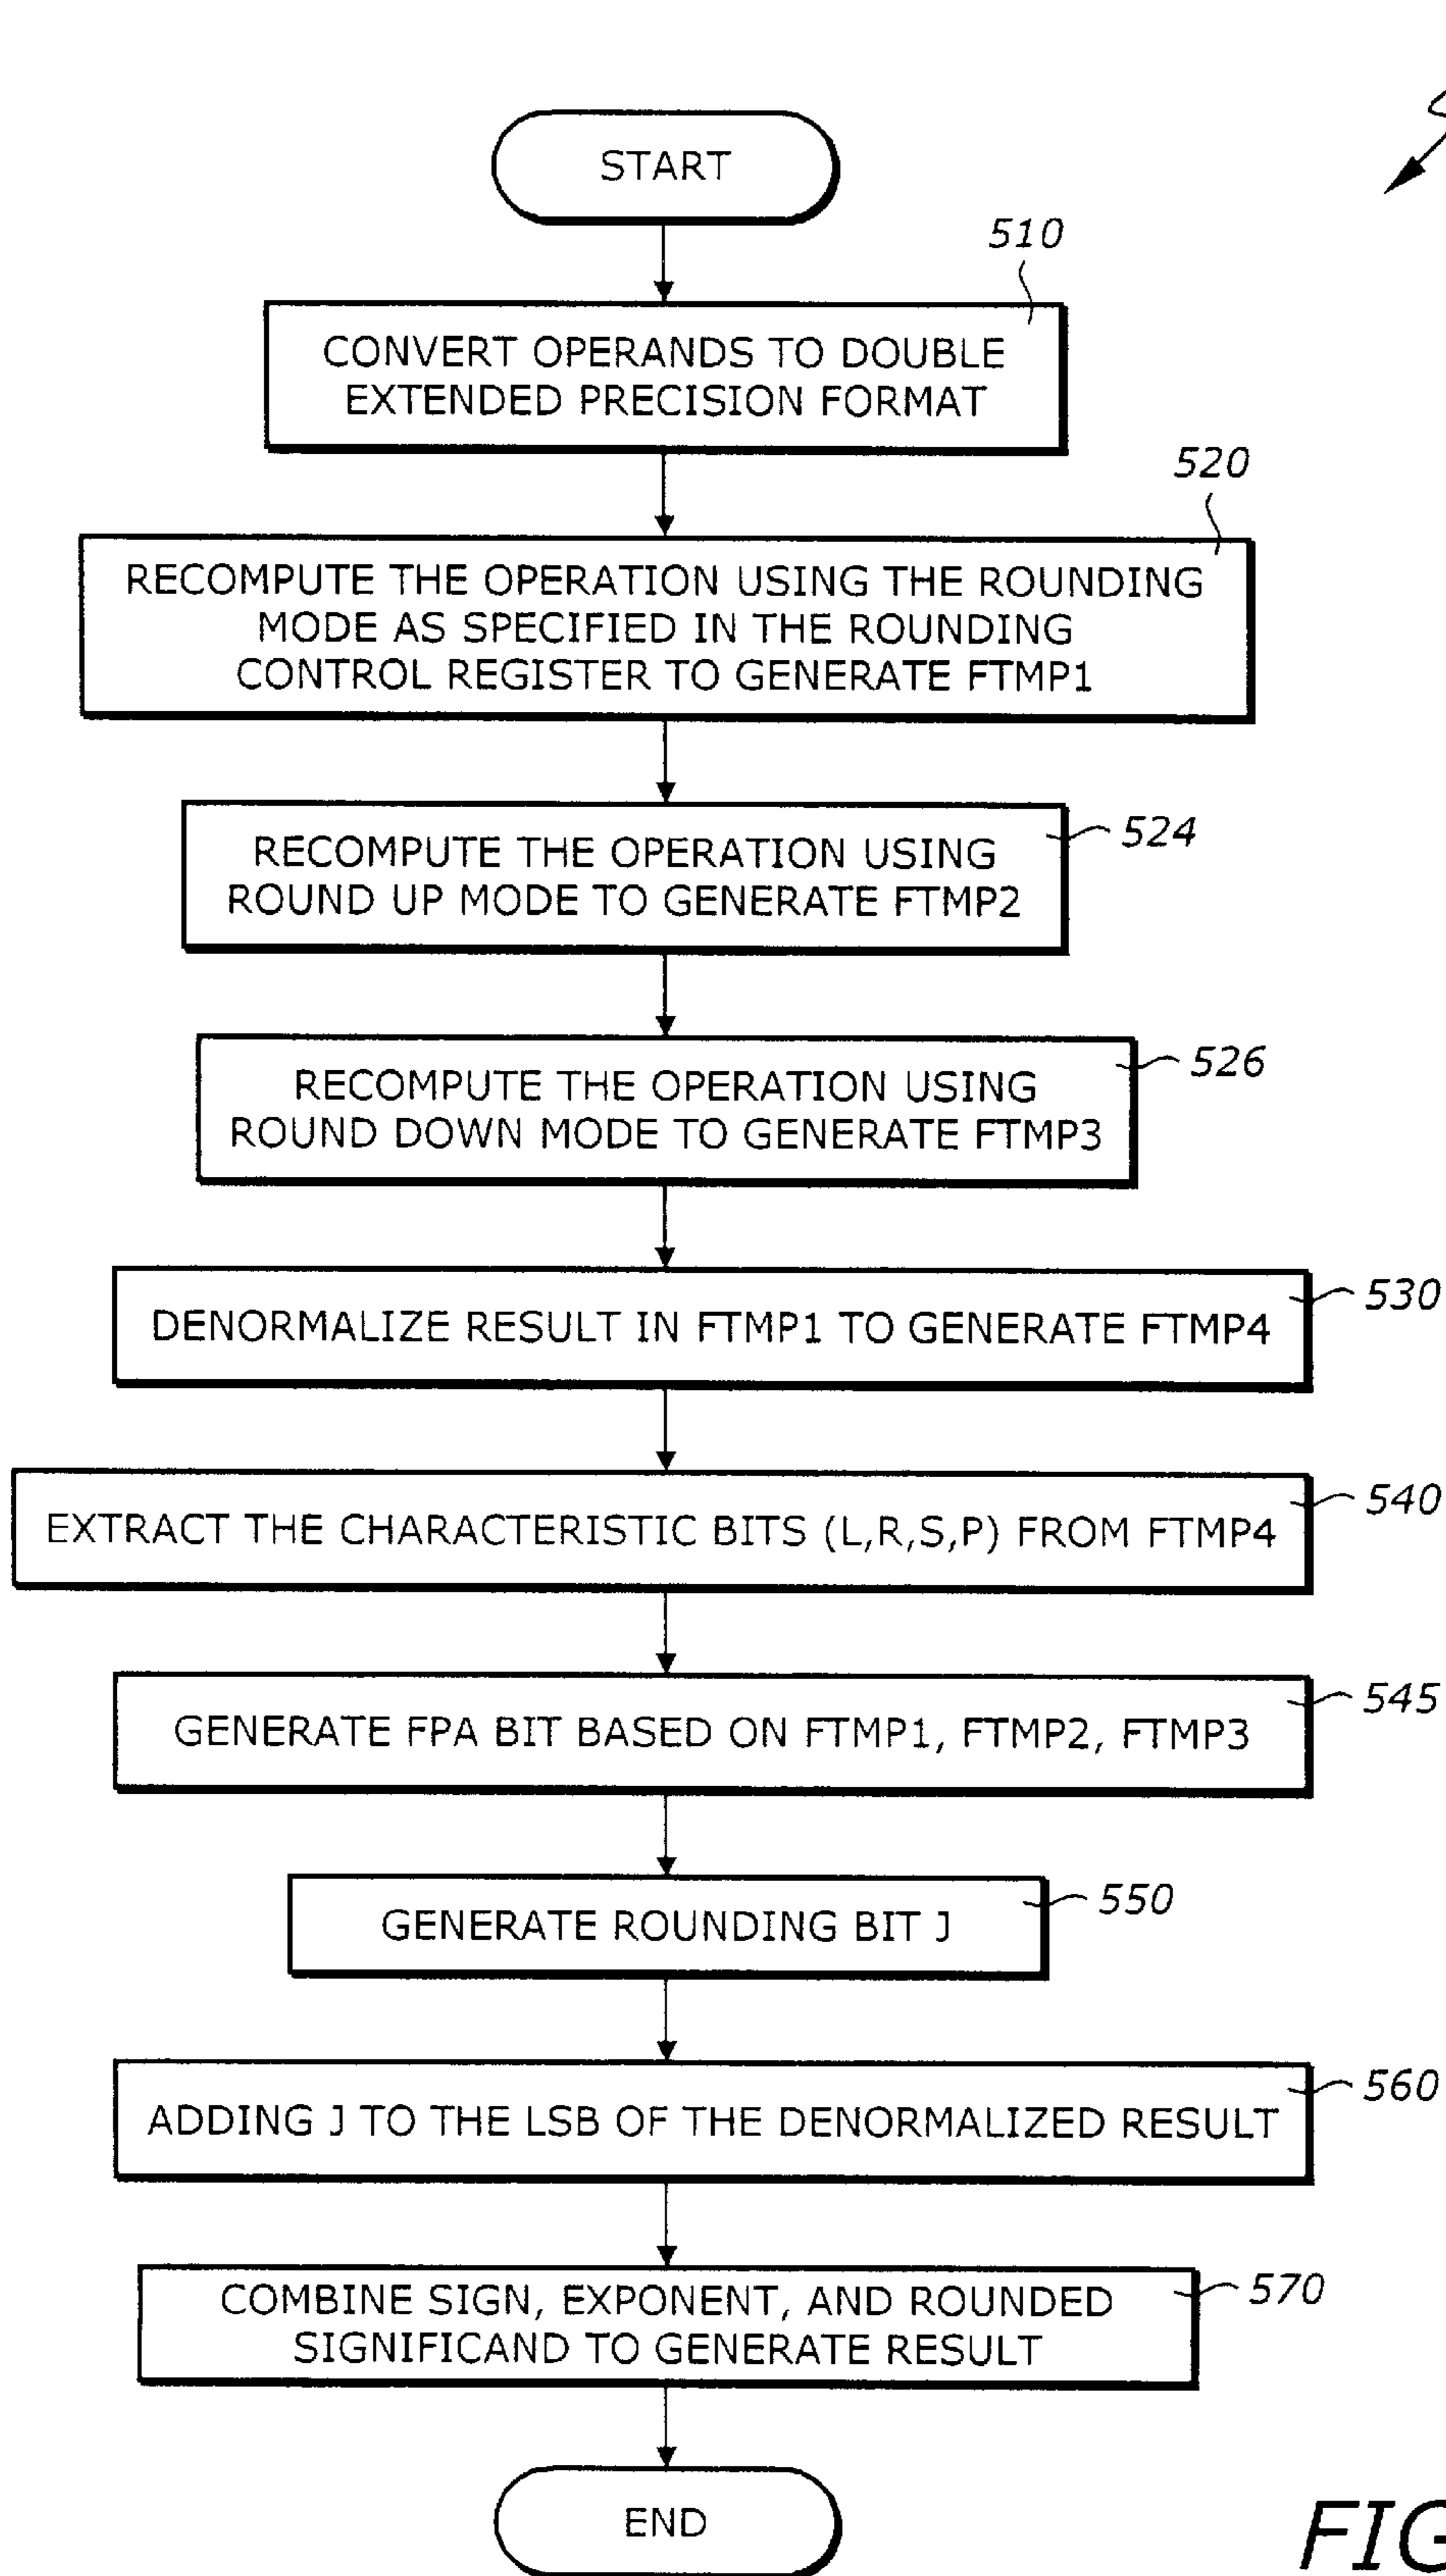 START
510
CONVERT OPERANDS TO DOUBLE
EXTENDED PRECISION FORMAT
520
RECOMPUTE THE OPERATION USING THE ROUNDING
MODE AS SPECIFIED IN THE ROUNDING
CONTROL REGISTER TO GENERATE FTMP1
524
RECOMPUTE THE OPERATION USING
ROUND UP MODE TO GENERATE FTMP2
526
RECOMPUTE THE OPERATION USING
ROUND DOWN MODE TO GENERATE FTMP3
530
DENORMALIZE RESULT IN FTMP1 TO GENERATE FTMP4
540
EXTRACT THE CHARACTERISTIC BITS (L,R,S,P) FROM FTMP4
545
GENERATE FPA BIT BASED ON FTMP1, FTMP2, FTMP3
550
GENERATE ROUNDING BIT J
560
ADDING J TO THE LSB OF THE DENORMALIZED RESULT
570
COMBINE SIGN, EXPONENT, AND ROUNDED
SIGNIFICAND TO GENERATE RESULT
END